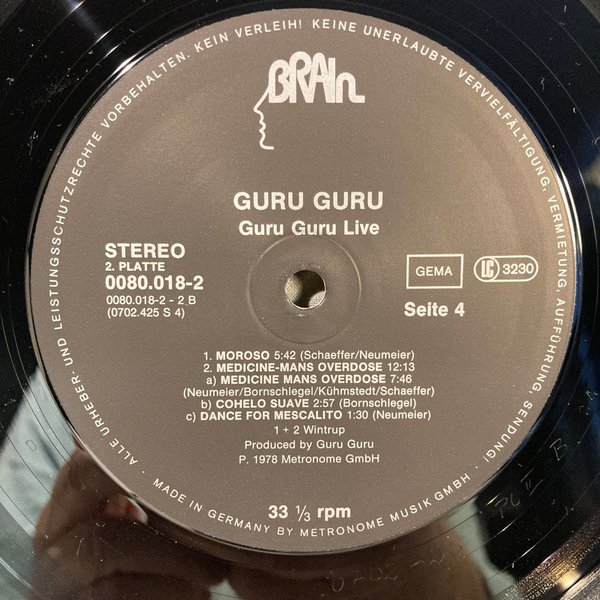 · ALLE URHEBER- UND LEISTUNGSSCHUTZRECHTE VORBEHALTEN. KEIN VERLEIH! KEINE UNERLAUBTE VERVIELFÄLTIGUNG, VERMIETUNG, AUFFÜHRUNG, SENDUNG! ·
BRAIN
GURU GURU
Guru Guru Live
STEREO
2. PLATTE
0080.018-2
0080.018-2 - 2 B
(0702.425 S 4)
GEMA
LC 3230
Seite 4
1. MOROSO 5:42 (Schaeffer/Neumeier)
2. MEDICINE-MANS OVERDOSE 12:13
a) MEDICINE MANS OVERDOSE 7:46
(Neumeier/Bornschlegel/Kühmstedt/Schaeffer)
b) COHELO SUAVE 2:57 (Bornschlegel)
c) DANCE FOR MESCALITO 1:30 (Neumeier)
1 + 2 Wintrup
Produced by Guru Guru
P. 1978 Metronome GmbH
33 1/3 rpm
MADE IN GERMANY BY METRONOME MUSIK GMBH